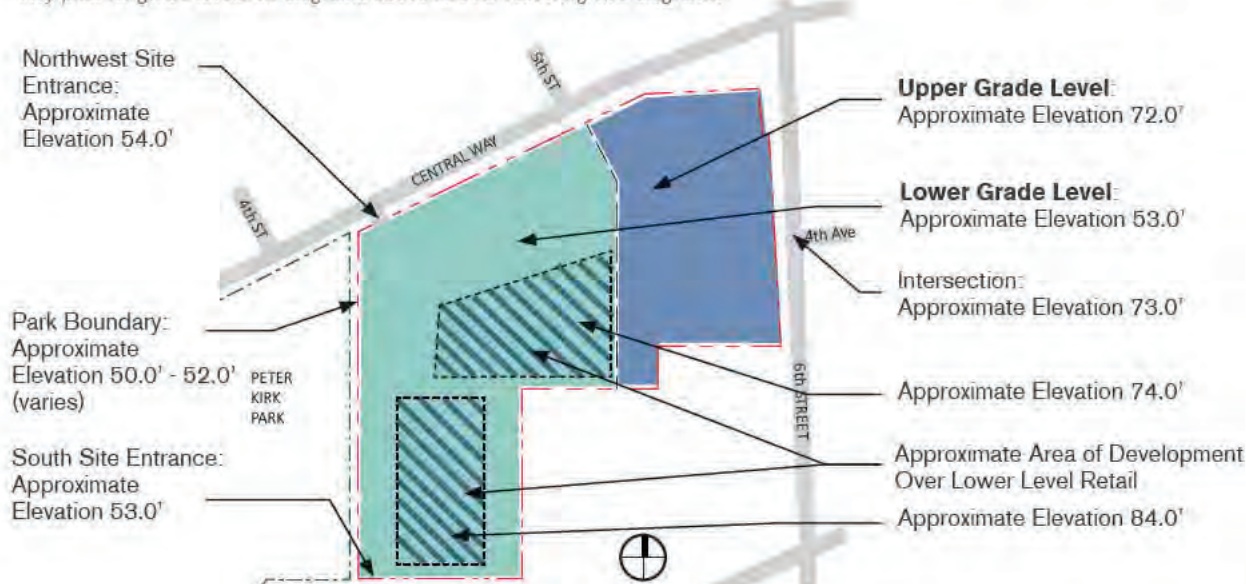 Northwest Site
Entrance:
Approximate
Elevation 54.0'
5th ST
CENTRAL WAY
4th ST
Upper Grade Level:
Approximate Elevation 72.0'
Lower Grade Level:
Approximate Elevation 53.0'
4th Ave
Intersection:
Approximate Elevation 73.0'
Park Boundary:
Approximate
Elevation 50.0' - 52.0'
(varies)
PETER
KIRK
PARK
6th STREET
Approximate Elevation 74.0'
South Site Entrance:
Approximate
Elevation 53.0'
Approximate Area of Development
Over Lower Level Retail
Approximate Elevation 84.0'